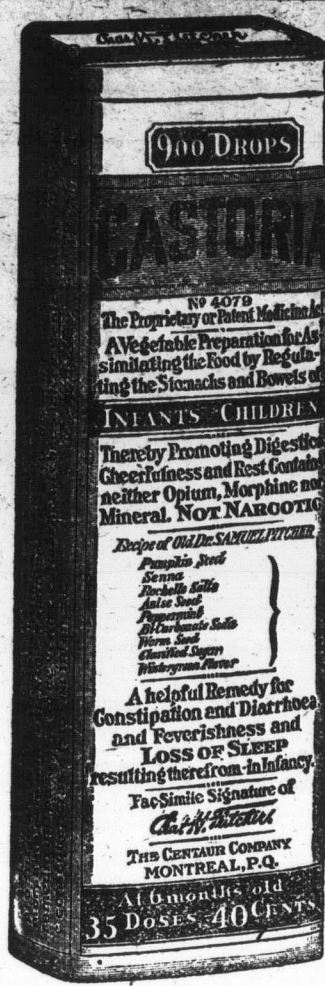 Chas. H. Fletcher
900 DROPS
CASTORIA
Nº 4079
The Proprietary or Patent Medicine Ac
A Vegetable Preparation for As-
similating the Food by Regula-
ting the Stomachs and Bowels of
INFANTS CHILDREN
Thereby Promoting Digestion
Cheerfulness and Rest. Contains
neither Opium, Morphine nor
Mineral. NOT NARCOTIC
Recipe of Old Dr. SAMUEL PITCHER
Pumpkin Seed
Senna
Rochelle Salts
Anise Seed
Peppermint
Bi-Carbonate Soda
Worm Seed
Clarified Sugar
Wintergreen Flavor
A helpful Remedy for
Constipation and Diarrhoea,
and Feverishness and
LOSS OF SLEEP
resulting therefrom-in Infancy.
Fac-Simile Signature of
Chas. H. Fletcher
THE CENTAUR COMPANY
MONTREAL, P.Q.
At 6 months old
35 DOSES - 40 CENTS